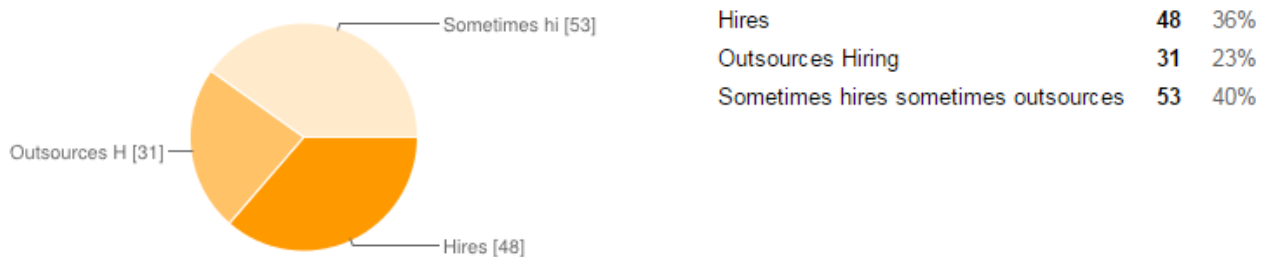 Sometimes hi [53]
Outsources H [31]
Hires [48]
Hires 48 36%
Outsources Hiring 31 23%
Sometimes hires sometimes outsources 53 40%